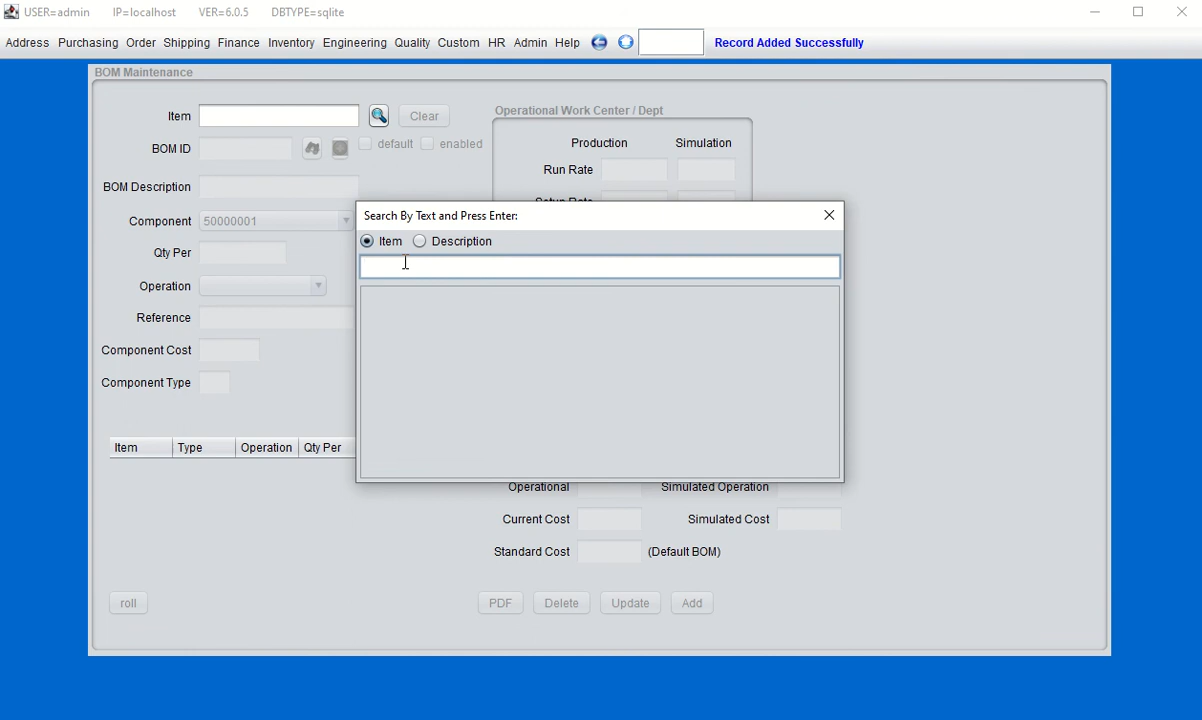 USER=admin IP=localhost VER=6.0.5 DBTYPE=sqlite
Address Purchasing Order Shipping Finance Inventory Engineering Quality Custom HR Admin Help Record Added Successfully
BOM Maintenance
Item Clear
Operational Work Center / Dept
Production Simulation
BOM ID default enabled
Run Rate
BOM Description
Setup Rate
Component 50000001
Search By Text and Press Enter:
Item Description
Qty Per
Operation
Reference
Component Cost
Component Type
Item Type Operation Qty Per
Operational Simulated Operation
Current Cost Simulated Cost
Standard Cost (Default BOM)
roll PDF Delete Update Add